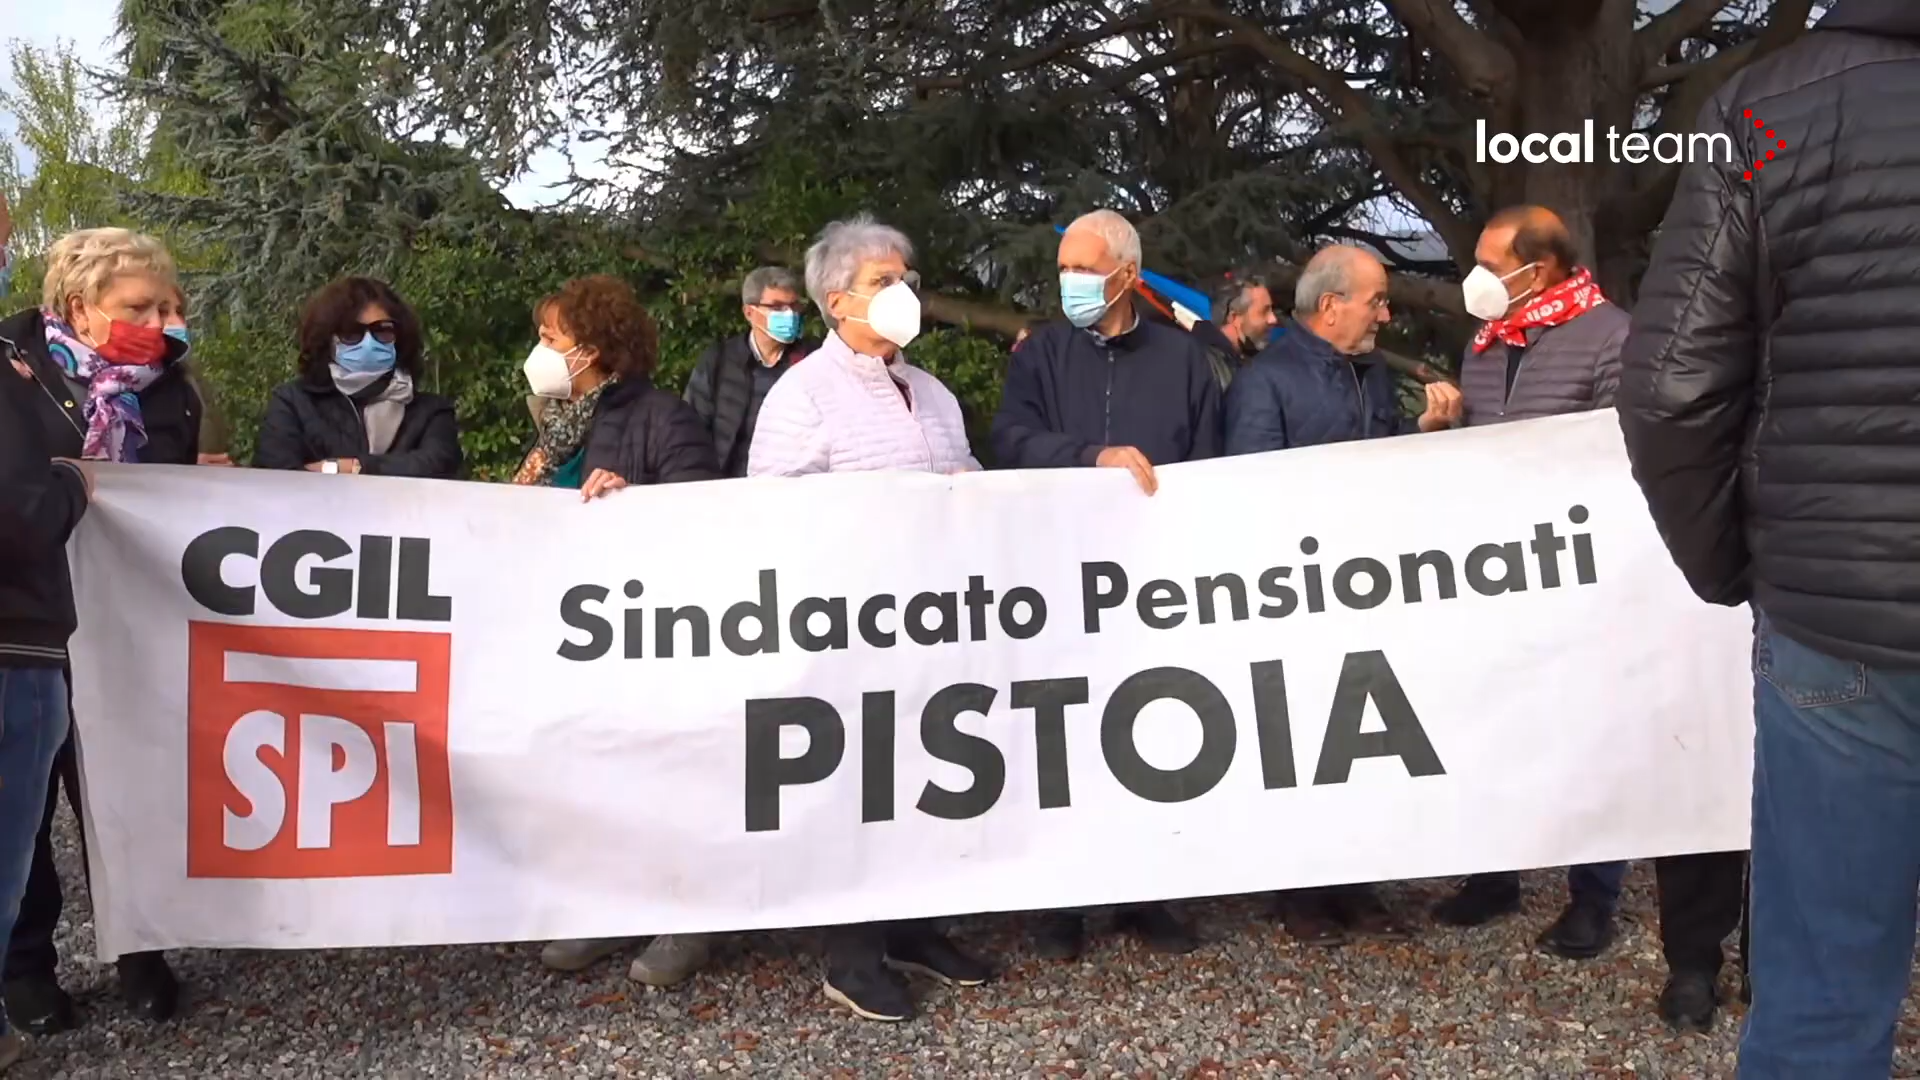 local team
CGIL
SPI
Sindacato Pensionati
PISTOIA